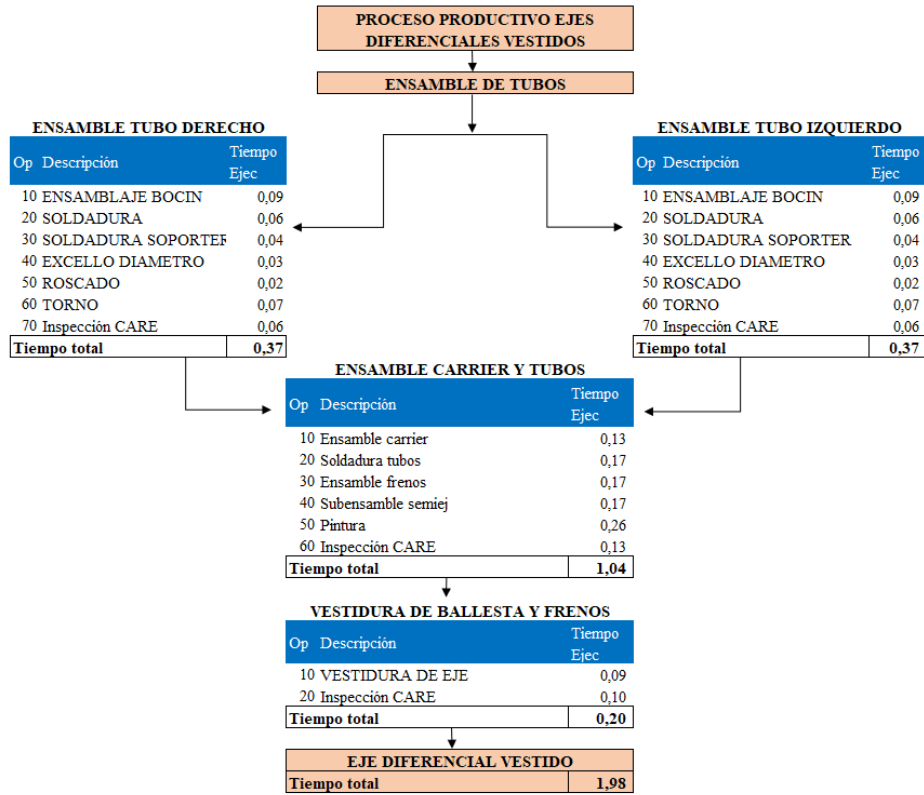 PROCESO PRODUCTIVO EJES
DIFERENCIALES VESTIDOS
ENSAMBLE DE TUBOS
ENSAMBLE TUBO DERECHO
Op Descripción Tiempo
Ejec
10 ENSAMBLAJE BOCIN 0,09
20 SOLDADURA 0,06
30 SOLDADURA SOPORTER 0,04
40 EXCELLO DIAMETRO 0,03
50 ROSCADO 0,02
60 TORNO 0,07
70 Inspección CARE 0,06
Tiempo total 0,37
ENSAMBLE TUBO IZQUIERDO
Op Descripción Tiempo
Ejec
10 ENSAMBLAJE BOCIN 0,09
20 SOLDADURA 0,06
30 SOLDADURA SOPORTER 0,04
40 EXCELLO DIAMETRO 0,03
50 ROSCADO 0,02
60 TORNO 0,07
70 Inspección CARE 0,06
Tiempo total 0,37
ENSAMBLE CARRIER Y TUBOS
Op Descripción Tiempo
Ejec
10 Ensamble carrier 0,13
20 Soldadura tubos 0,17
30 Ensamble frenos 0,17
40 Subensamble semiej 0,17
50 Pintura 0,26
60 Inspección CARE 0,13
Tiempo total 1,04
VESTIDURA DE BALLESTA Y FRENOS
Op Descripción Tiempo
Ejec
10 VESTIDURA DE EJE 0,09
20 Inspección CARE 0,10
Tiempo total 0,20
EJE DIFERENCIAL VESTIDO
Tiempo total 1,98